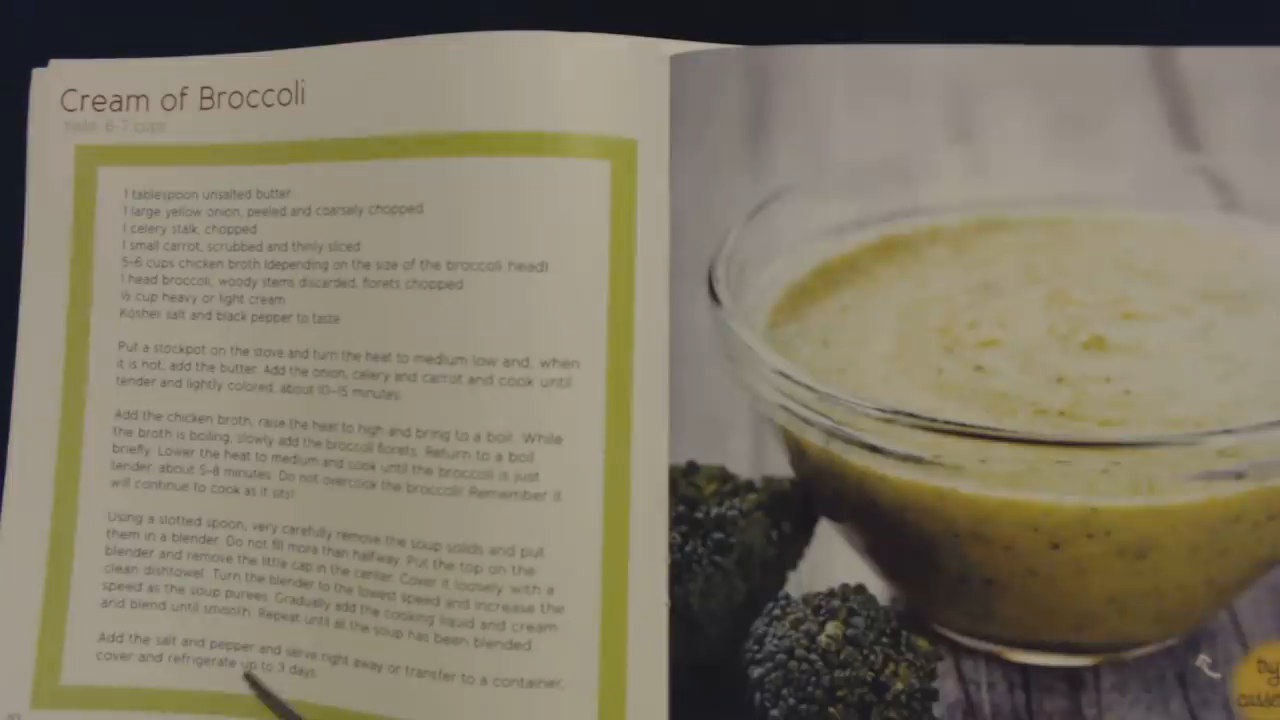 Cream of Broccoli
Yield: 6-7 cups
1 tablespoon unsalted butter
1 large yellow onion, peeled and coarsely chopped
1 celery stalk, chopped
1 small carrot, scrubbed and thinly sliced
5-6 cups chicken broth (depending on the size of the broccoli head)
1 head broccoli, woody stems discarded, florets chopped
½ cup heavy or light cream
Kosher salt and black pepper to taste
Put a stockpot on the stove and turn the heat to medium low and, when
it is hot, add the butter. Add the onion, celery and carrot and cook until
tender and lightly colored, about 10-15 minutes.
Add the chicken broth, raise the heat to high and bring to a boil. While
the broth is boiling, slowly add the broccoli florets. Return to a boil
briefly. Lower the heat to medium and cook until the broccoli is just
tender, about 5-8 minutes. Do not overcook the broccoli! Remember it
will continue to cook as it sits!
Using a slotted spoon, very carefully remove the soup solids and put
them in a blender. Do not fill more than halfway. Put the top on the
blender and remove the little cap in the center. Cover it loosely with a
clean dishtowel. Turn the blender to the lowest speed and increase the
speed as the soup purees. Gradually add the cooking liquid and cream
and blend until smooth. Repeat until all the soup has been blended.
Add the salt and pepper and serve right away or transfer to a container,
cover and refrigerate up to 3 days.